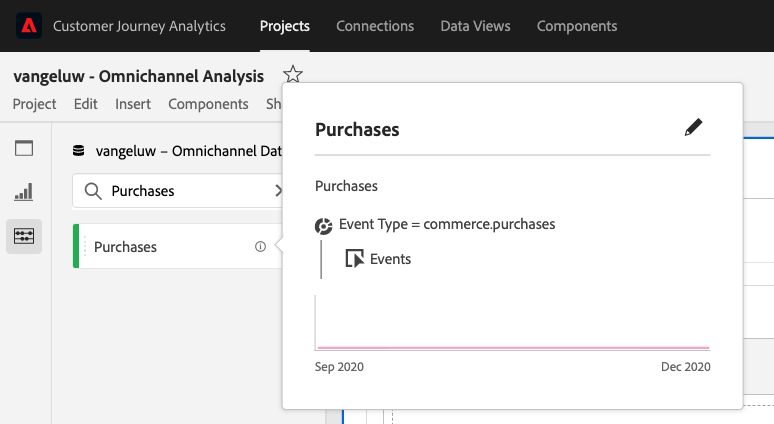 Customer Journey Analytics Projects Connections Data Views Components
vangeluw - Omnichannel Analysis
Project Edit Insert Components Sh
vangeluw – Omnichannel Dat
Purchases
Purchases
Purchases
Purchases
Event Type = commerce.purchases
Events
Sep 2020 Dec 2020